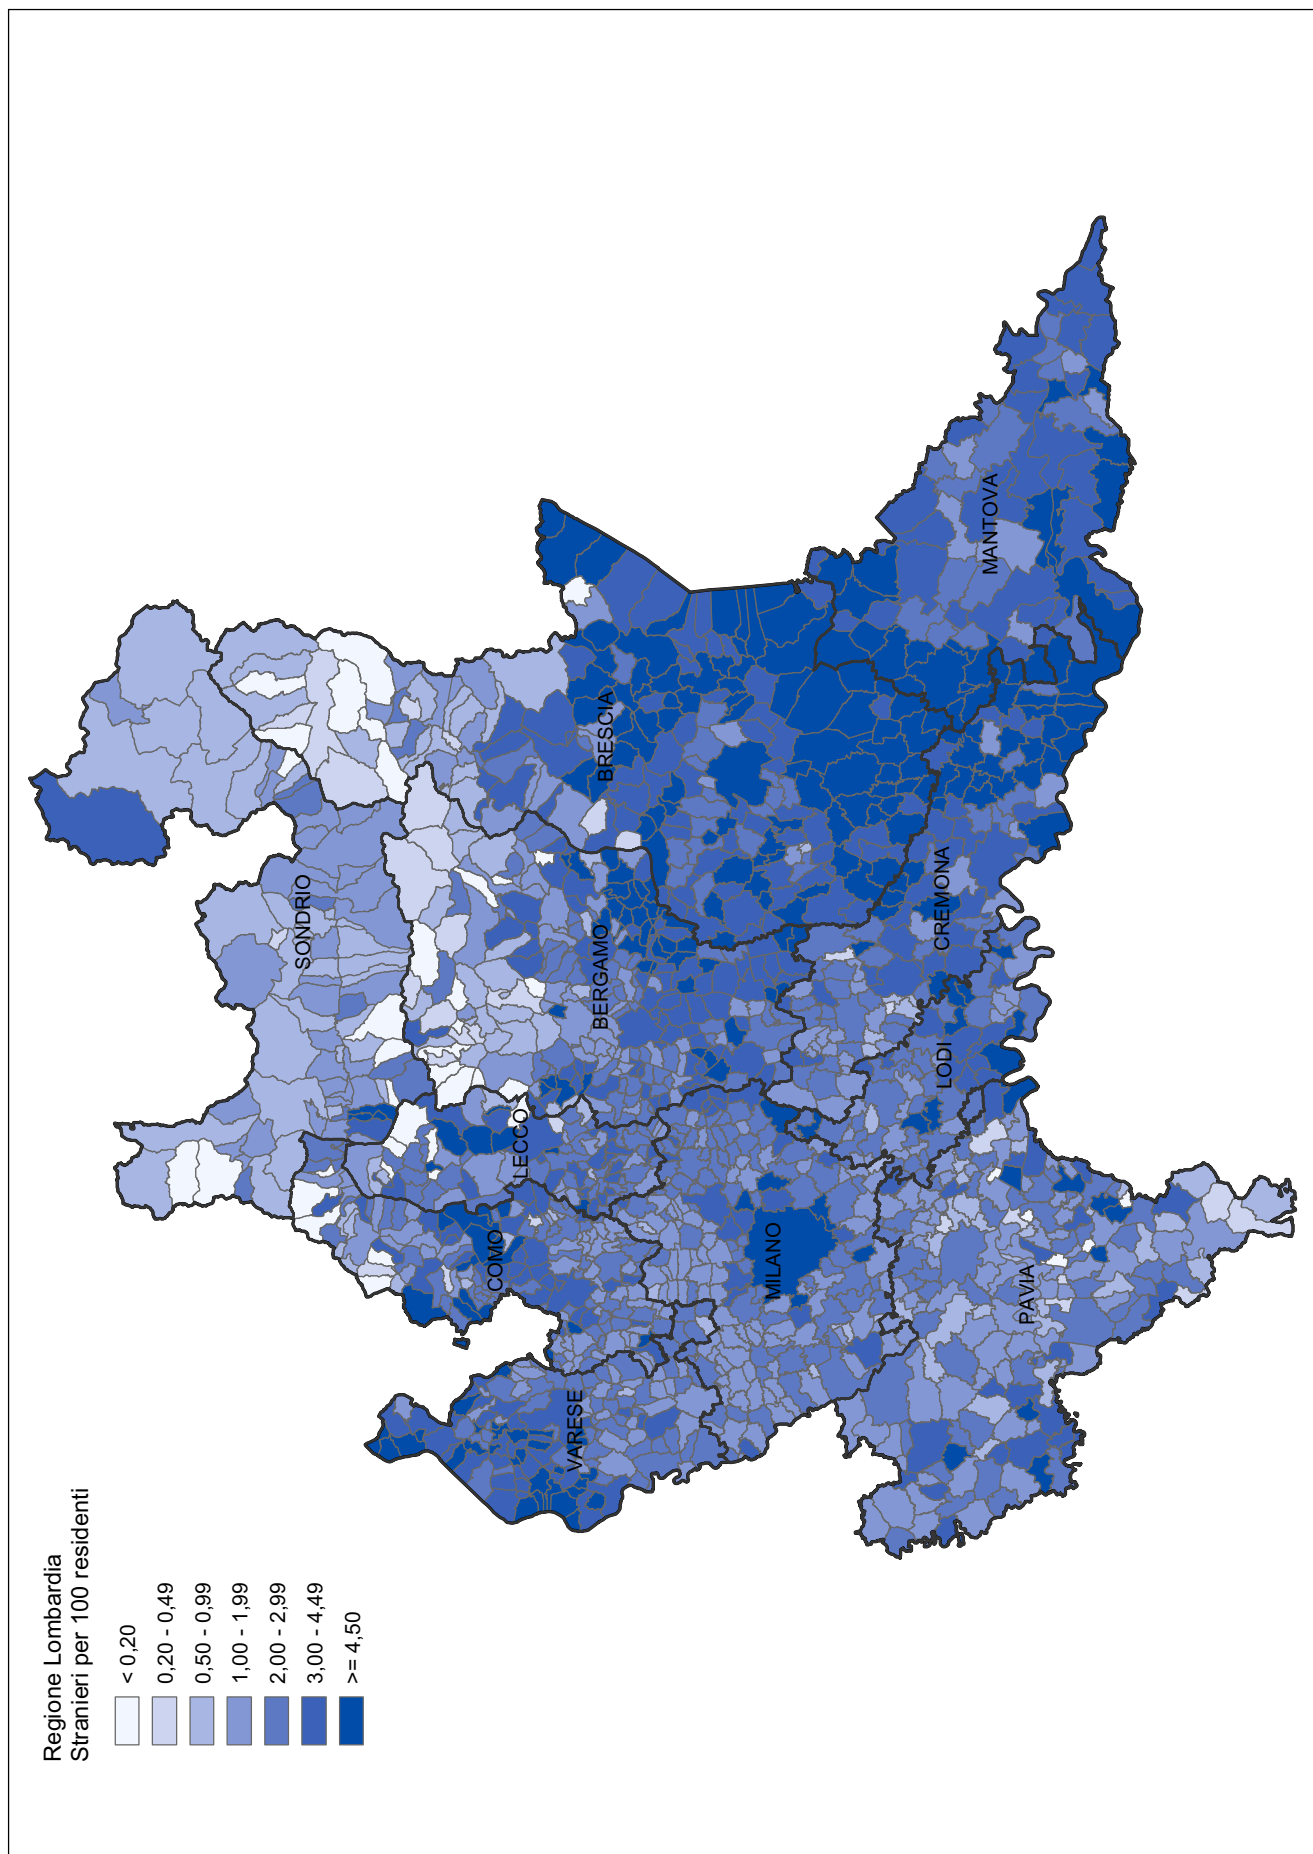 Regione Lombardia
Stranieri per 100 residenti
< 0,20
0,20 - 0,49
0,50 - 0,99
1,00 - 1,99
2,00 - 2,99
3,00 - 4,49
>= 4,50
SONDRIO
LECCO
COMO
VARESE
BERGAMO
BRESCIA
MILANO
LODI
CREMONA
MANTOVA
PAVIA